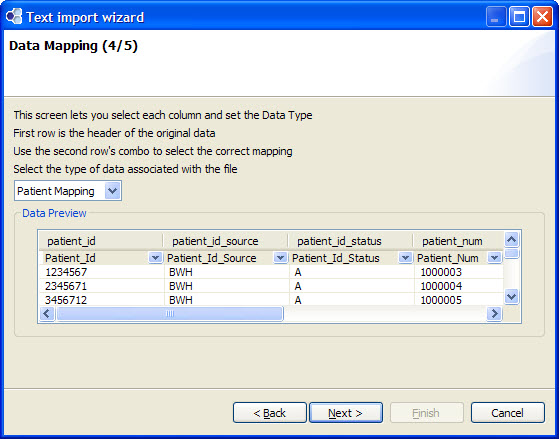 Text import wizard
Data Mapping (4/5)
This screen lets you select each column and set the Data Type
First row is the header of the original data
Use the second row's combo to select the correct mapping
Select the type of data associated with the file
Patient Mapping
Data Preview
patient_id patient_id_source patient_id_status patient_num
Patient_Id Patient_Id_Source Patient_Id_Status Patient_Num
1234567 BWH A 1000003
2345671 BWH A 1000004
3456712 BWH A 1000005
< Back Next > Finish Cancel